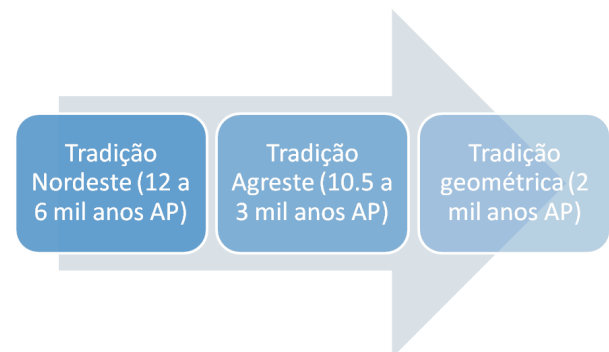 Tradição
Nordeste (12 a
6 mil anos AP)
Tradição
Agreste (10.5 a
3 mil anos AP)
Tradição
geométrica (2
mil anos AP)